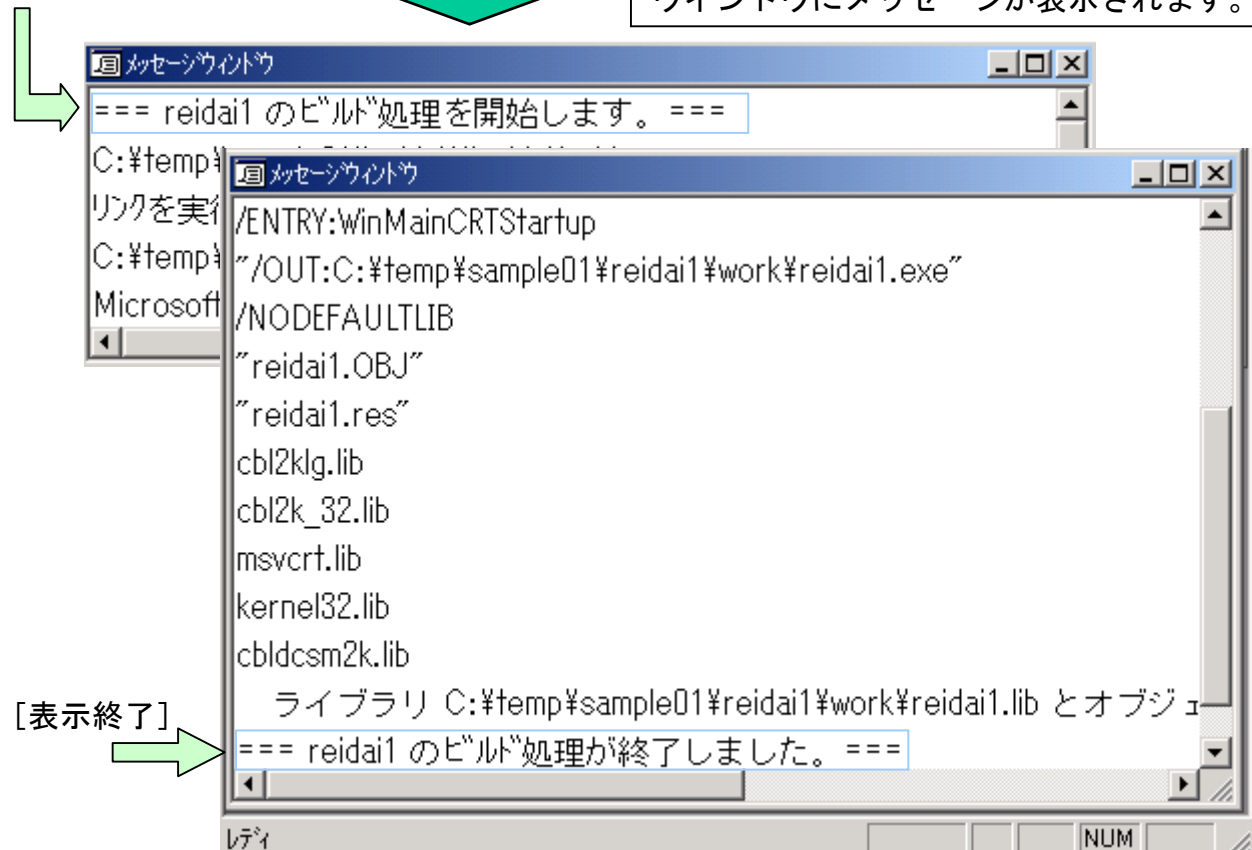 ウィンドウにメッセージが表示されます。
メッセージウィンドウ
=== reidai1 のビルド処理を開始します。 ===
C:¥temp¥
リンクを実行
C:¥temp¥
Microsoft
メッセージウィンドウ
/ENTRY:WinMainCRTStartup
"/OUT:C:¥temp¥sample01¥reidai1¥work¥reidai1.exe"
/NODEFAULTLIB
"reidai1.OBJ"
"reidai1.res"
cbl2klg.lib
cbl2k_32.lib
msvcrt.lib
kernel32.lib
cbldcsm2k.lib
ライブラリ C:¥temp¥sample01¥reidai1¥work¥reidai1.lib とオブジェ
[表示終了]
=== reidai1 のビルド処理が終了しました。 ===
レディ
NUM